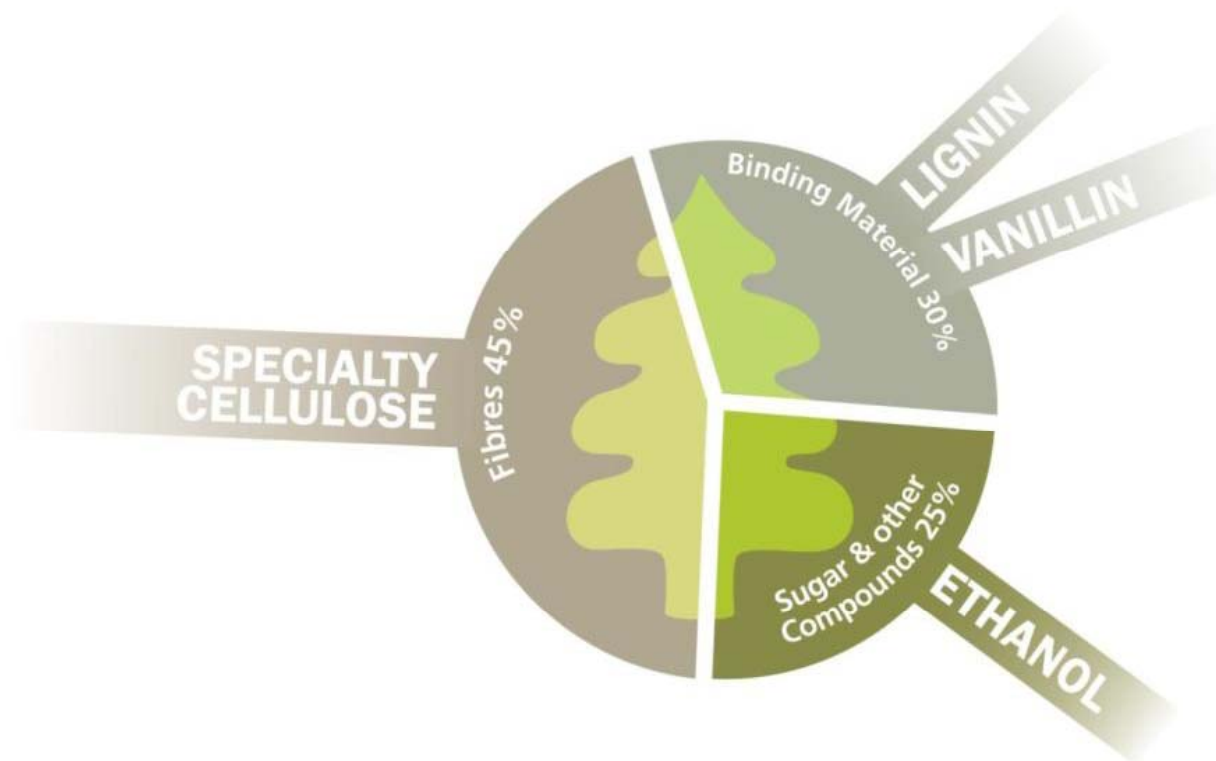 SPECIALTY
CELLULOSE
Fibres 45%
Binding Material 30%
LIGNIN
VANILLIN
Sugar & other
Compounds 25%
ETHANOL